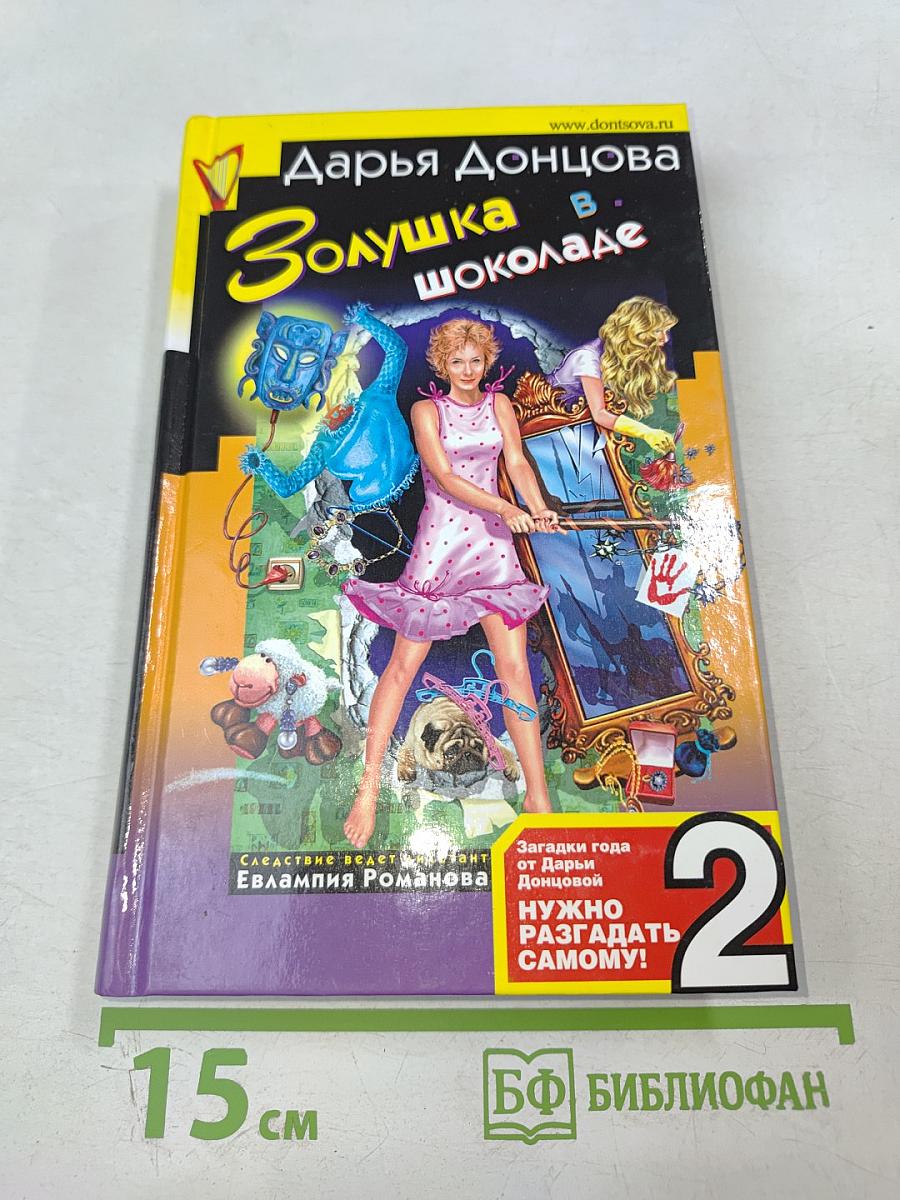 www.dontsova.ru
Дарья Донцова
Золушка в
шоколаде
Следствие ведет дилетант
Евлампия Романова
Загадки года
от Дарьи
Донцовой
НУЖНО
РАЗГАДАТЬ
САМОМУ!
2
15 см
БФ БИБЛИОФАН